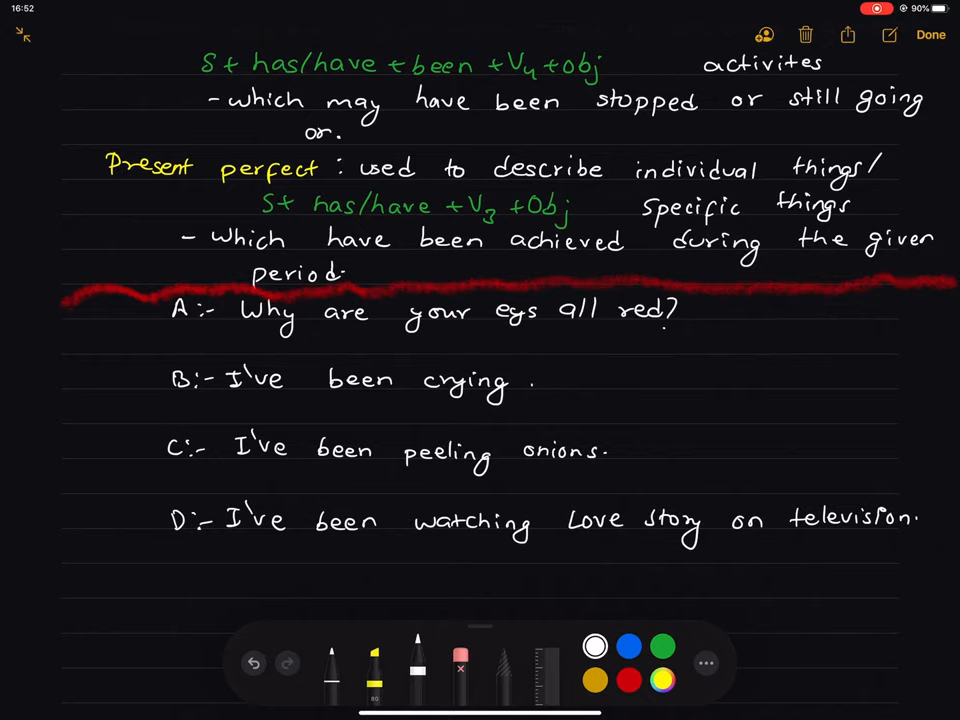 16:52
90%
Done
S+ has/have + been + V4 + Obj activites
- which may have been stopped or still going
or.
Present perfect : used to describe individual things/
S+ has/have + V3 + Obj Specific things
- which have been achieved during the given
period.
A:- Why are your eys all red?
B:- I've been crying .
C:- I've been peeling onions.
D:- I've been watching Love story on television.
80